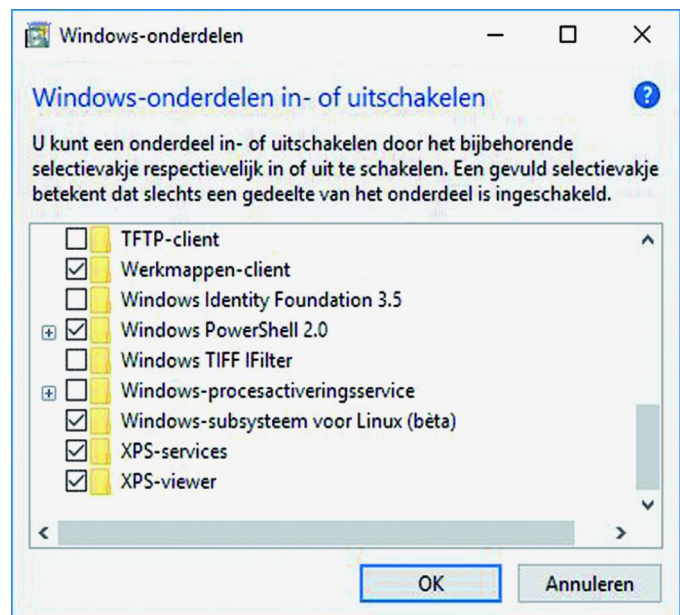 Windows-onderdelen
Windows-onderdelen in- of uitschakelen
U kunt een onderdeel in- of uitschakelen door het bijbehorende
selectievakje respectievelijk in of uit te schakelen. Een gevuld selectievakje
betekent dat slechts een gedeelte van het onderdeel is ingeschakeld.
TFTP-client
Werkmappen-client
Windows Identity Foundation 3.5
Windows PowerShell 2.0
Windows TIFF IFilter
Windows-procesactiveringsservice
Windows-subsysteem voor Linux (bèta)
XPS-services
XPS-viewer
OK
Annuleren